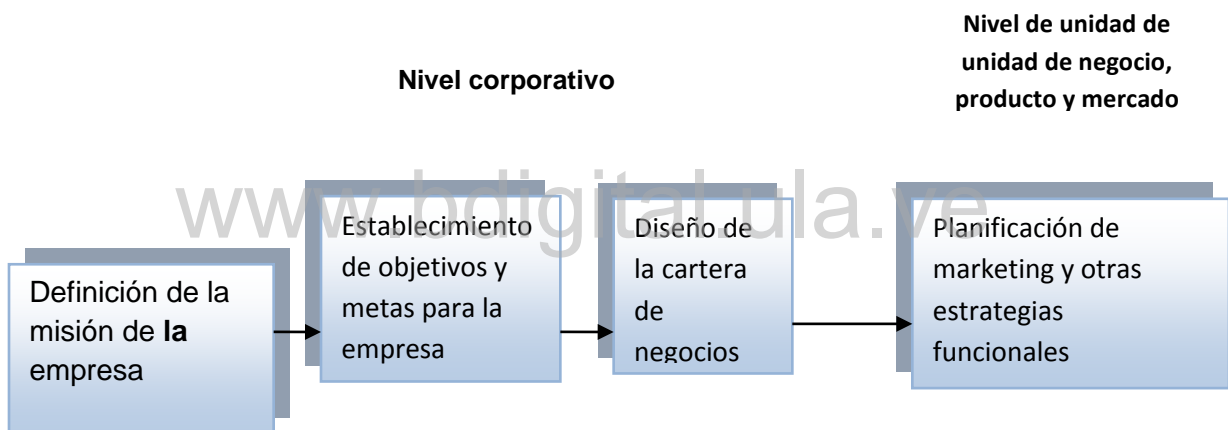 Nivel de unidad de
unidad de negocio,
producto y mercado
Nivel corporativo
www.bdigital.ula.ve
Definición de la
misión de la
empresa
Establecimiento
de objetivos y
metas para la
empresa
Diseño de
la cartera
de
negocios
Planificación de
marketing y otras
estrategias
funcionales